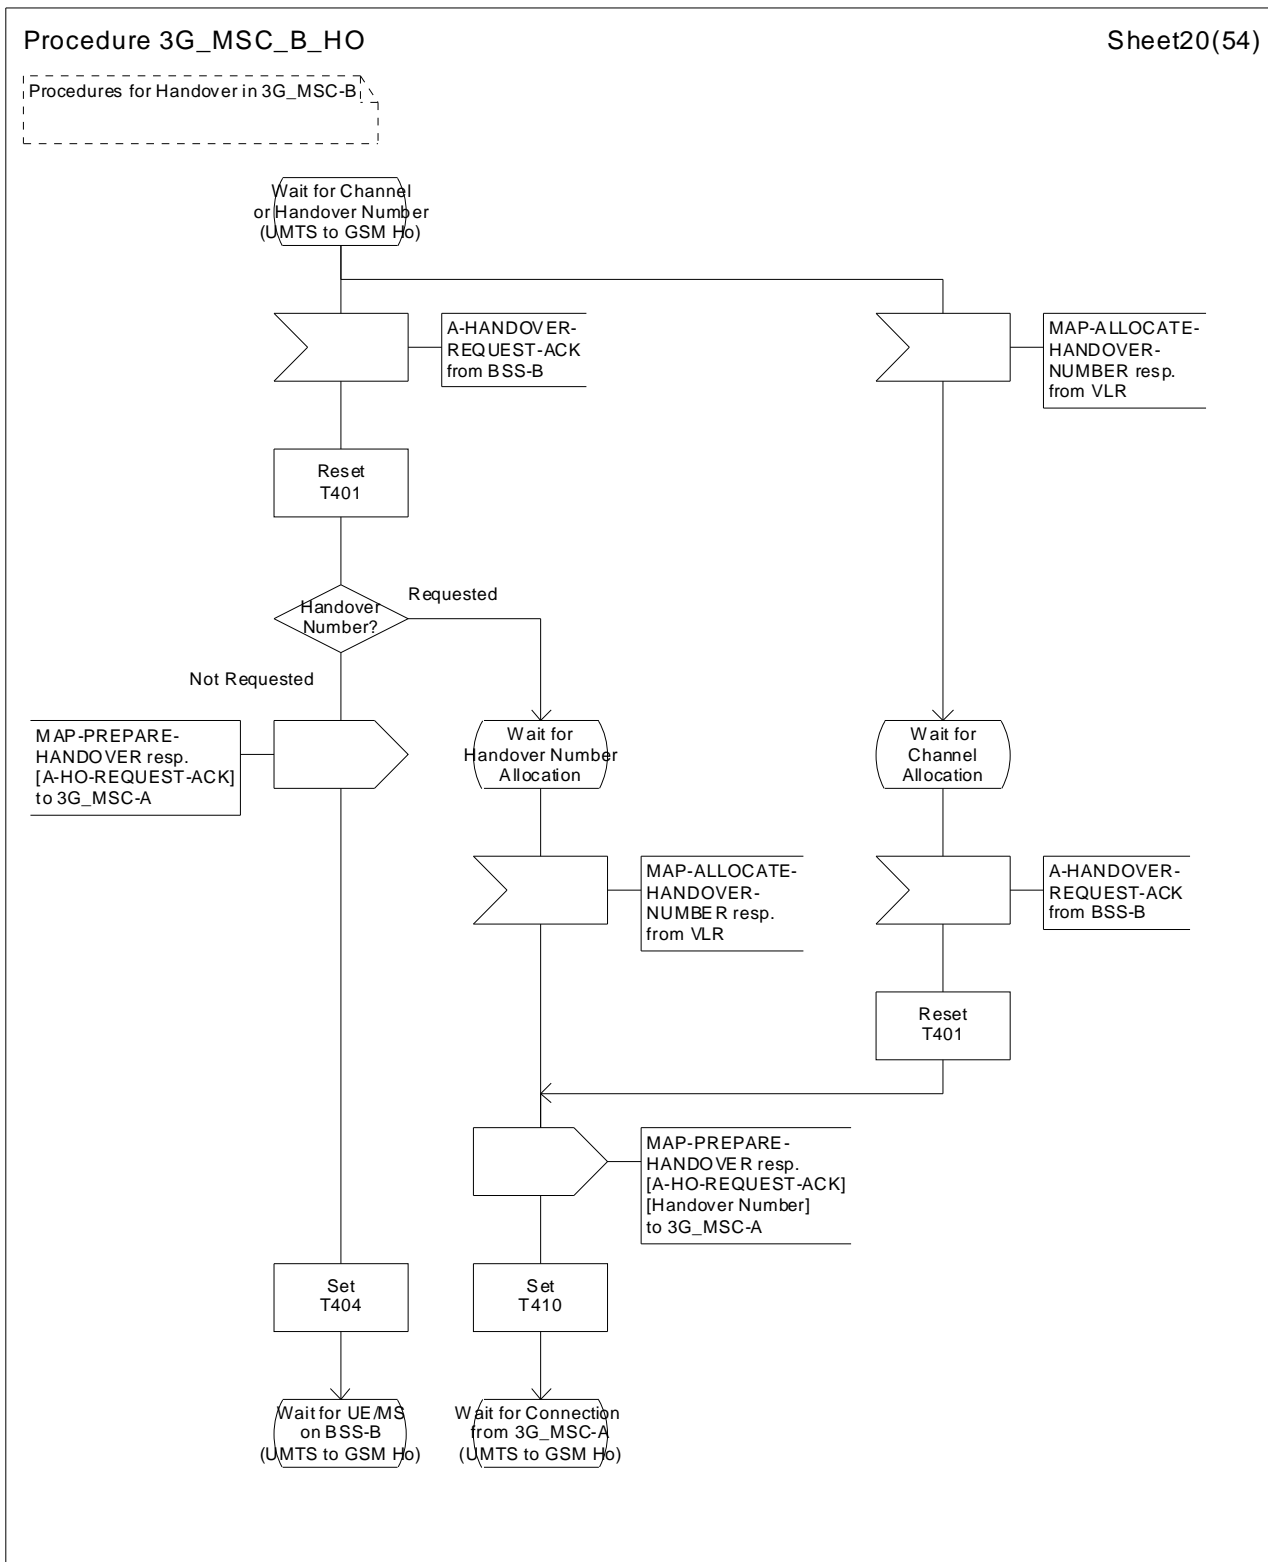 Procedure 3G_MSC_B_HO
Sheet20(54)
Procedures for Handover in 3G_MSC-B
Wait for Channel
or Handover Number
(UMTS to GSM Ho)
A-HANDOVER-
REQUEST-ACK
from BSS-B
MAP-ALLOCATE-
HANDOVER-
NUMBER resp.
from VLR
Reset
T401
Handover
Number?
Requested
Not Requested
MAP-PREPARE-
HANDOVER resp.
[A-HO-REQUEST-ACK]
to 3G_MSC-A
Wait for
Handover Number
Allocation
Wait for
Channel
Allocation
MAP-ALLOCATE-
HANDOVER-
NUMBER resp.
from VLR
A-HANDOVER-
REQUEST-ACK
from BSS-B
Reset
T401
MAP-PREPARE-
HANDOVER resp.
[A-HO-REQUEST-ACK]
[Handover Number]
to 3G_MSC-A
Set
T404
Set
T410
Wait for UE/MS
on BSS-B
(UMTS to GSM Ho)
Wait for Connection
from 3G_MSC-A
(UMTS to GSM Ho)